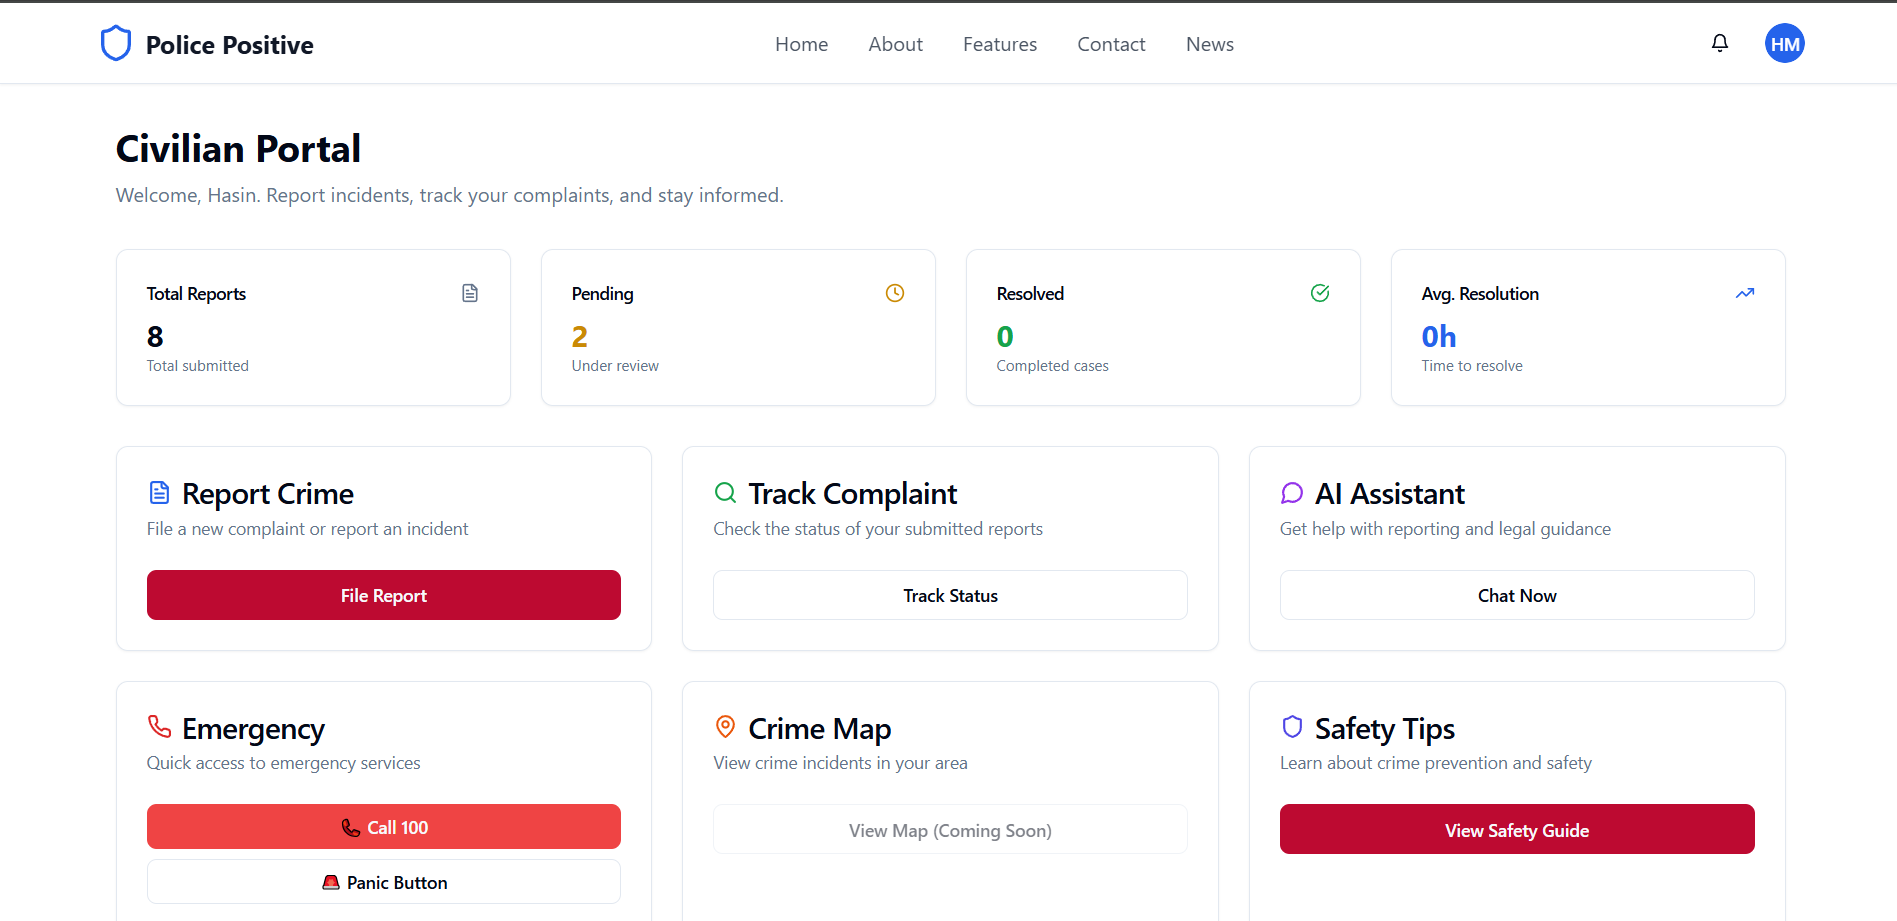 Police Positive
Home About Features Contact News
HM
Civilian Portal
Welcome, Hasin. Report incidents, track your complaints, and stay informed.
Total Reports
8
Total submitted
Pending
2
Under review
Resolved
0
Completed cases
Avg. Resolution
0h
Time to resolve
Report Crime
File a new complaint or report an incident
File Report
Track Complaint
Check the status of your submitted reports
Track Status
AI Assistant
Get help with reporting and legal guidance
Chat Now
Emergency
Quick access to emergency services
Call 100
Panic Button
Crime Map
View crime incidents in your area
View Map (Coming Soon)
Safety Tips
Learn about crime prevention and safety
View Safety Guide